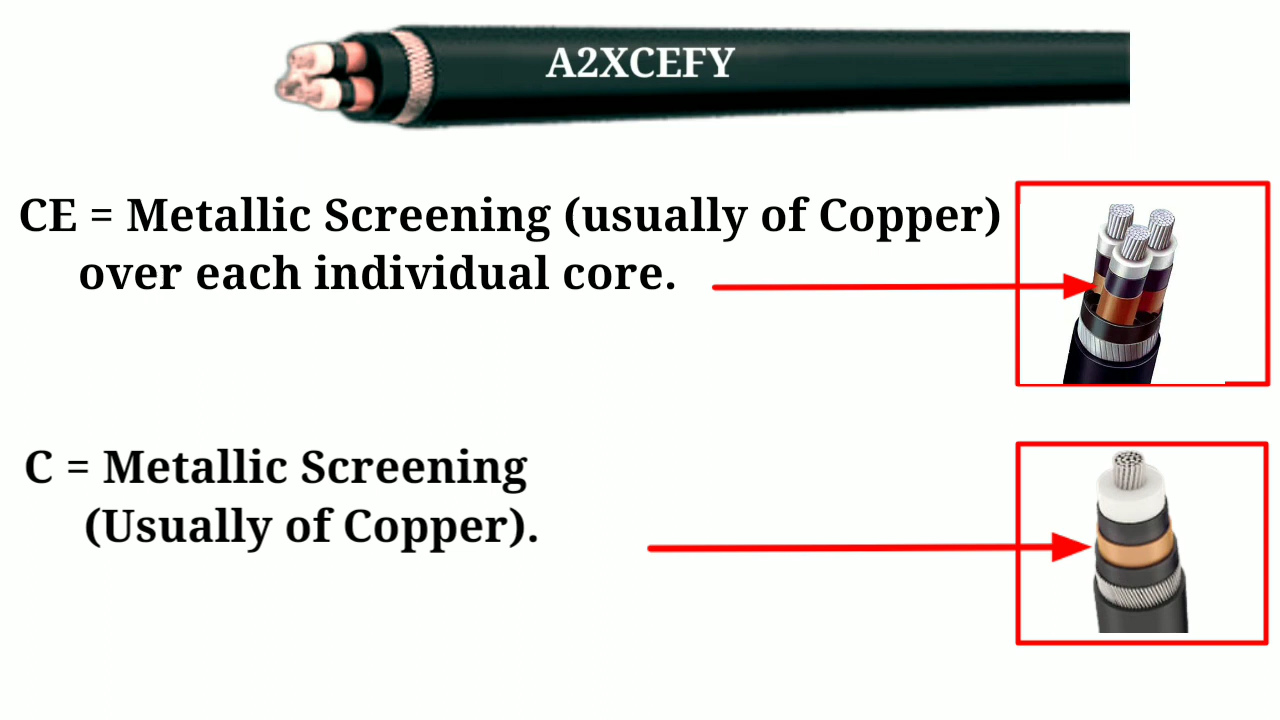 A2XCEFY
CE = Metallic Screening (usually of Copper)
over each individual core.
C = Metallic Screening
(Usually of Copper).